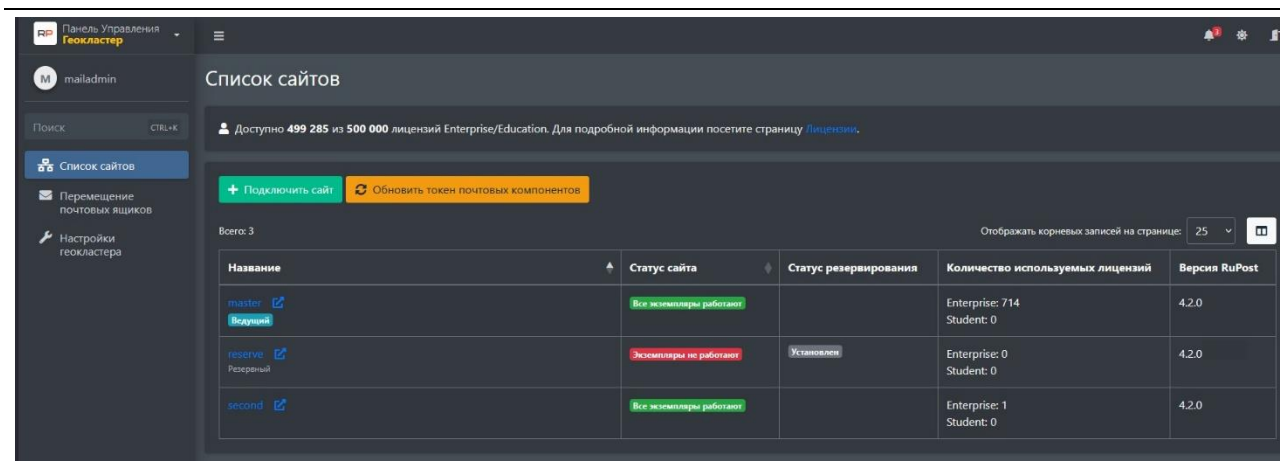 RP Панель Управления
Геокластер
3
M mailadmin
Список сайтов
Поиск CTRL+K
Доступно 499 285 из 500 000 лицензий Enterprise/Education. Для подробной информации посетите страницу Лицензии.
Список сайтов
Перемещение
почтовых ящиков
Настройки
геокластера
+ Подключить сайт Обновить токен почтовых компонентов
Всего: 3 Отображать корневых записей на странице: 25
Название Статус сайта Статус резервирования Количество используемых лицензий Версия RuPost
master Все экземпляры работают Enterprise: 714 4.2.0
Ведущий Student: 0
reserve Экземпляры не работают Установлен Enterprise: 0 4.2.0
Резервный Student: 0
second Все экземпляры работают Enterprise: 1 4.2.0
Student: 0